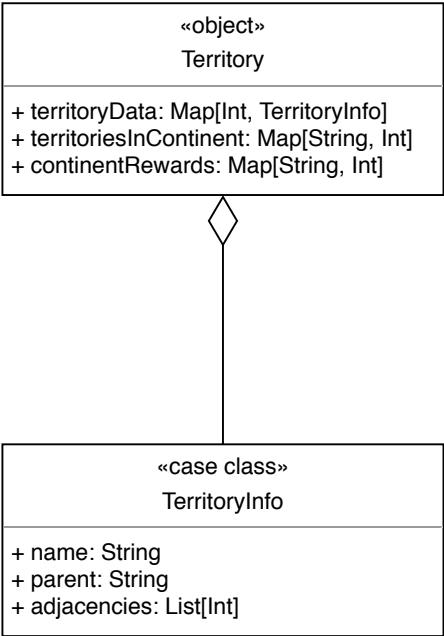 «object»
Territory
+ territoryData: Map[Int, TerritoryInfo]
+ territoriesInContinent: Map[String, Int]
+ continentRewards: Map[String, Int]
«case class»
TerritoryInfo
+ name: String
+ parent: String
+ adjacencies: List[Int]